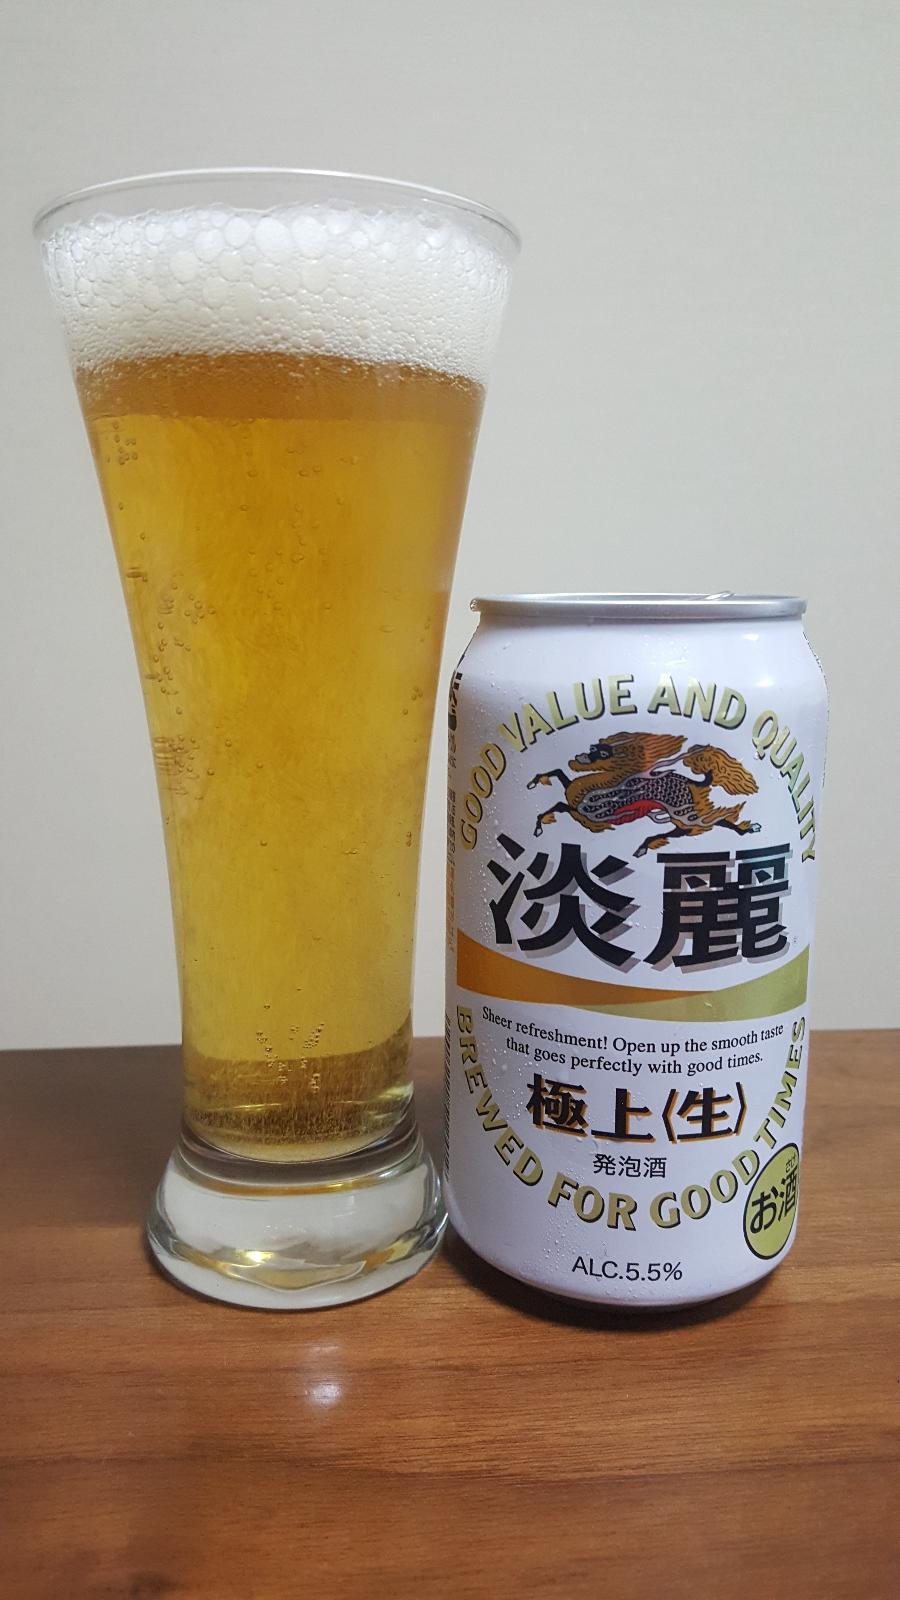 GOOD VALUE AND QUALITY
淡麗
Sheer refreshment! Open up the smooth taste
that goes perfectly with good times.
極上〈生〉
発泡酒
BREWED FOR GOOD TIMES
お酒
ALC.5.5%